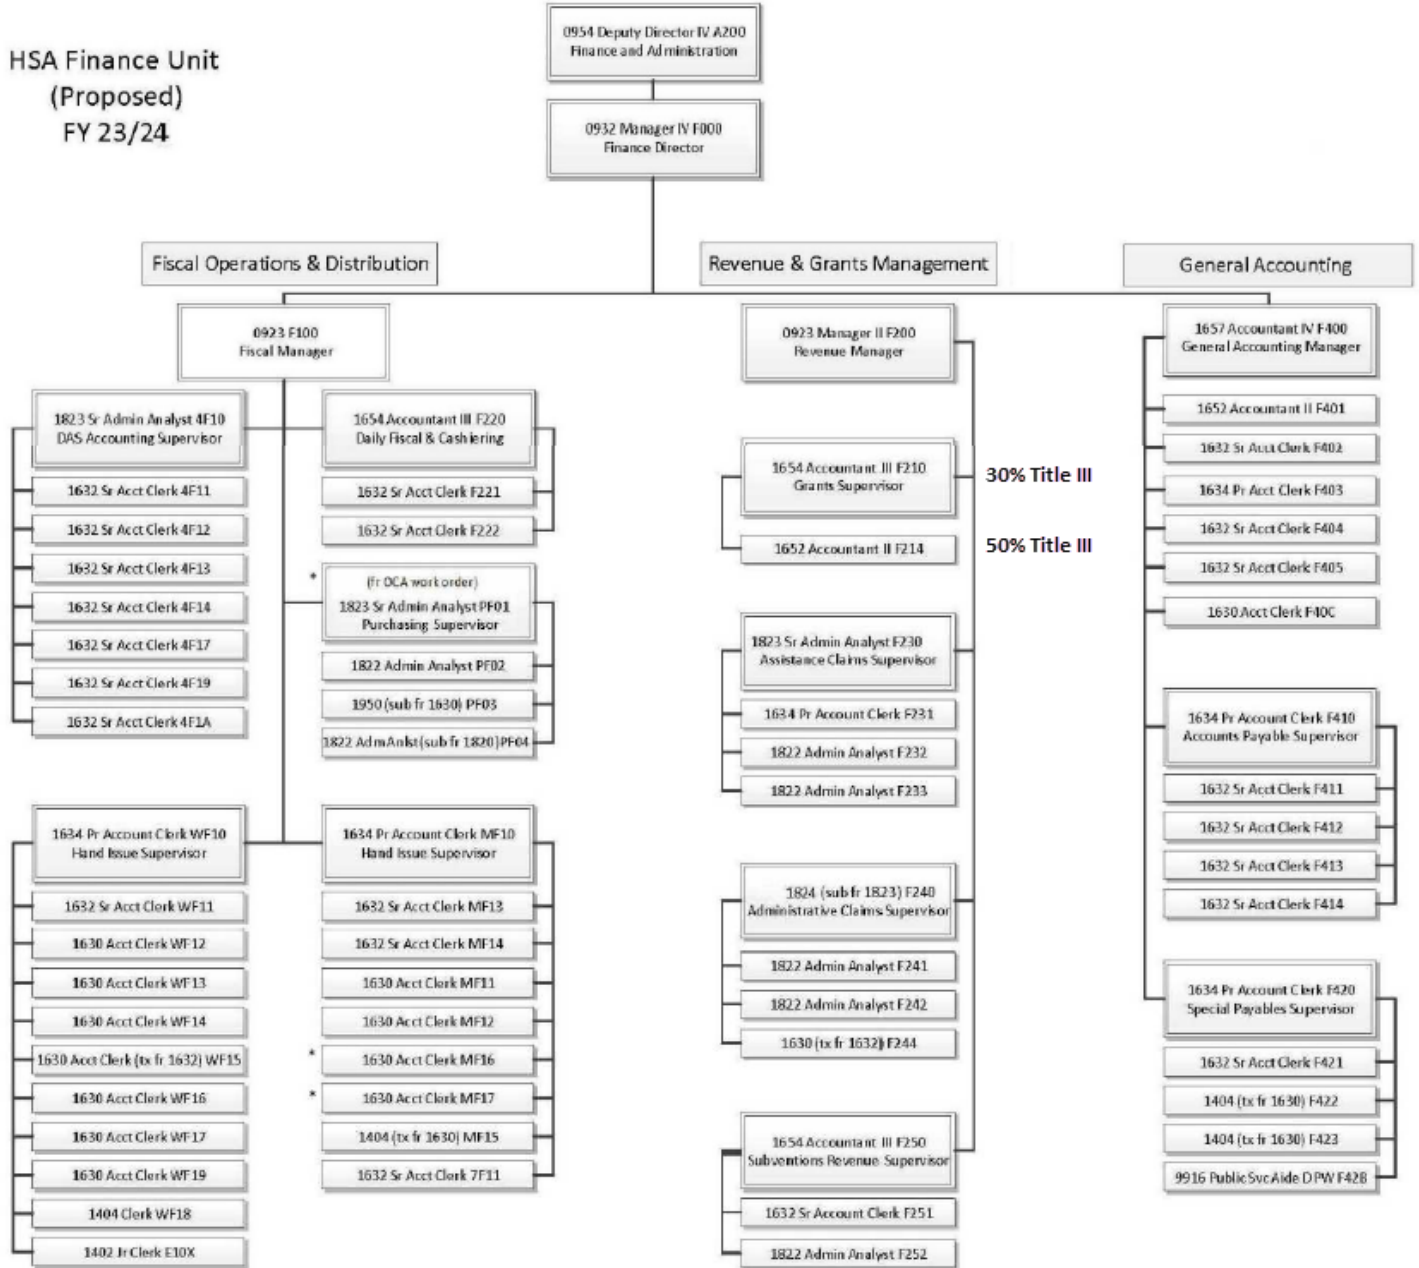 HSA Finance Unit
(Proposed)
FY 23/24
0954 Deputy Director IV A200
Finance and Administration
0932 Manager IV F000
Finance Director
Fiscal Operations & Distribution
0923 F100
Fiscal Manager
1823 Sr Admin Analyst 4F10
DAS Accounting Supervisor
1632 Sr Acct Clerk 4F11
1632 Sr Acct Clerk 4F12
1632 Sr Acct Clerk 4F13
1632 Sr Acct Clerk 4F14
1632 Sr Acct Clerk 4F17
1632 Sr Acct Clerk 4F19
1632 Sr Acct Clerk 4F1A
1654 Accountant III F220
Daily Fiscal & Cashiering
1632 Sr Acct Clerk F221
1632 Sr Acct Clerk F222
*
(fr OCA work order)
1823 Sr Admin Analyst PF01
Purchasing Supervisor
1822 Admin Analyst PF02
1950 (sub fr 1630) PF03
1822 AdmAnlst (sub fr 1820) PF04
1634 Pr Account Clerk WF10
Hand Issue Supervisor
1632 Sr Acct Clerk WF11
1630 Acct Clerk WF12
1630 Acct Clerk WF13
1630 Acct Clerk WF14
1630 Acct Clerk (tx fr 1632) WF15
1630 Acct Clerk WF16
1630 Acct Clerk WF17
1630 Acct Clerk WF19
1404 Clerk WF18
1402 Jr Clerk E10X
1634 Pr Account Clerk MF10
Hand Issue Supervisor
1632 Sr Acct Clerk MF13
1632 Sr Acct Clerk MF14
1630 Acct Clerk MF11
1630 Acct Clerk MF12
* 1630 Acct Clerk MF16
* 1630 Acct Clerk MF17
1404 (tx fr 1630) MF15
1632 Sr Acct Clerk 7F11
Revenue & Grants Management
0923 Manager II F200
Revenue Manager
1654 Accountant III F210
Grants Supervisor
30% Title III
1652 Accountant II F214
50% Title III
1823 Sr Admin Analyst F230
Assistance Claims Supervisor
1634 Pr Account Clerk F231
1822 Admin Analyst F232
1822 Admin Analyst F233
1824 (sub fr 1823) F240
Administrative Claims Supervisor
1822 Admin Analyst F241
1822 Admin Analyst F242
1630 (tx fr 1632) F244
1654 Accountant III F250
Subventions Revenue Supervisor
1632 Sr Account Clerk F251
1822 Admin Analyst F252
General Accounting
1657 Accountant IV F400
General Accounting Manager
1652 Accountant II F401
1632 Sr Acct Clerk F402
1634 Pr Acct Clerk F403
1632 Sr Acct Clerk F404
1632 Sr Acct Clerk F405
1630 Acct Clerk F40C
1634 Pr Account Clerk F410
Accounts Payable Supervisor
1632 Sr Acct Clerk F411
1632 Sr Acct Clerk F412
1632 Sr Acct Clerk F413
1632 Sr Acct Clerk F414
1634 Pr Account Clerk F420
Special Payables Supervisor
1632 Sr Acct Clerk F421
1404 (tx fr 1630) F422
1404 (tx fr 1630) F423
9916 Public Svc Aide DPW F42B